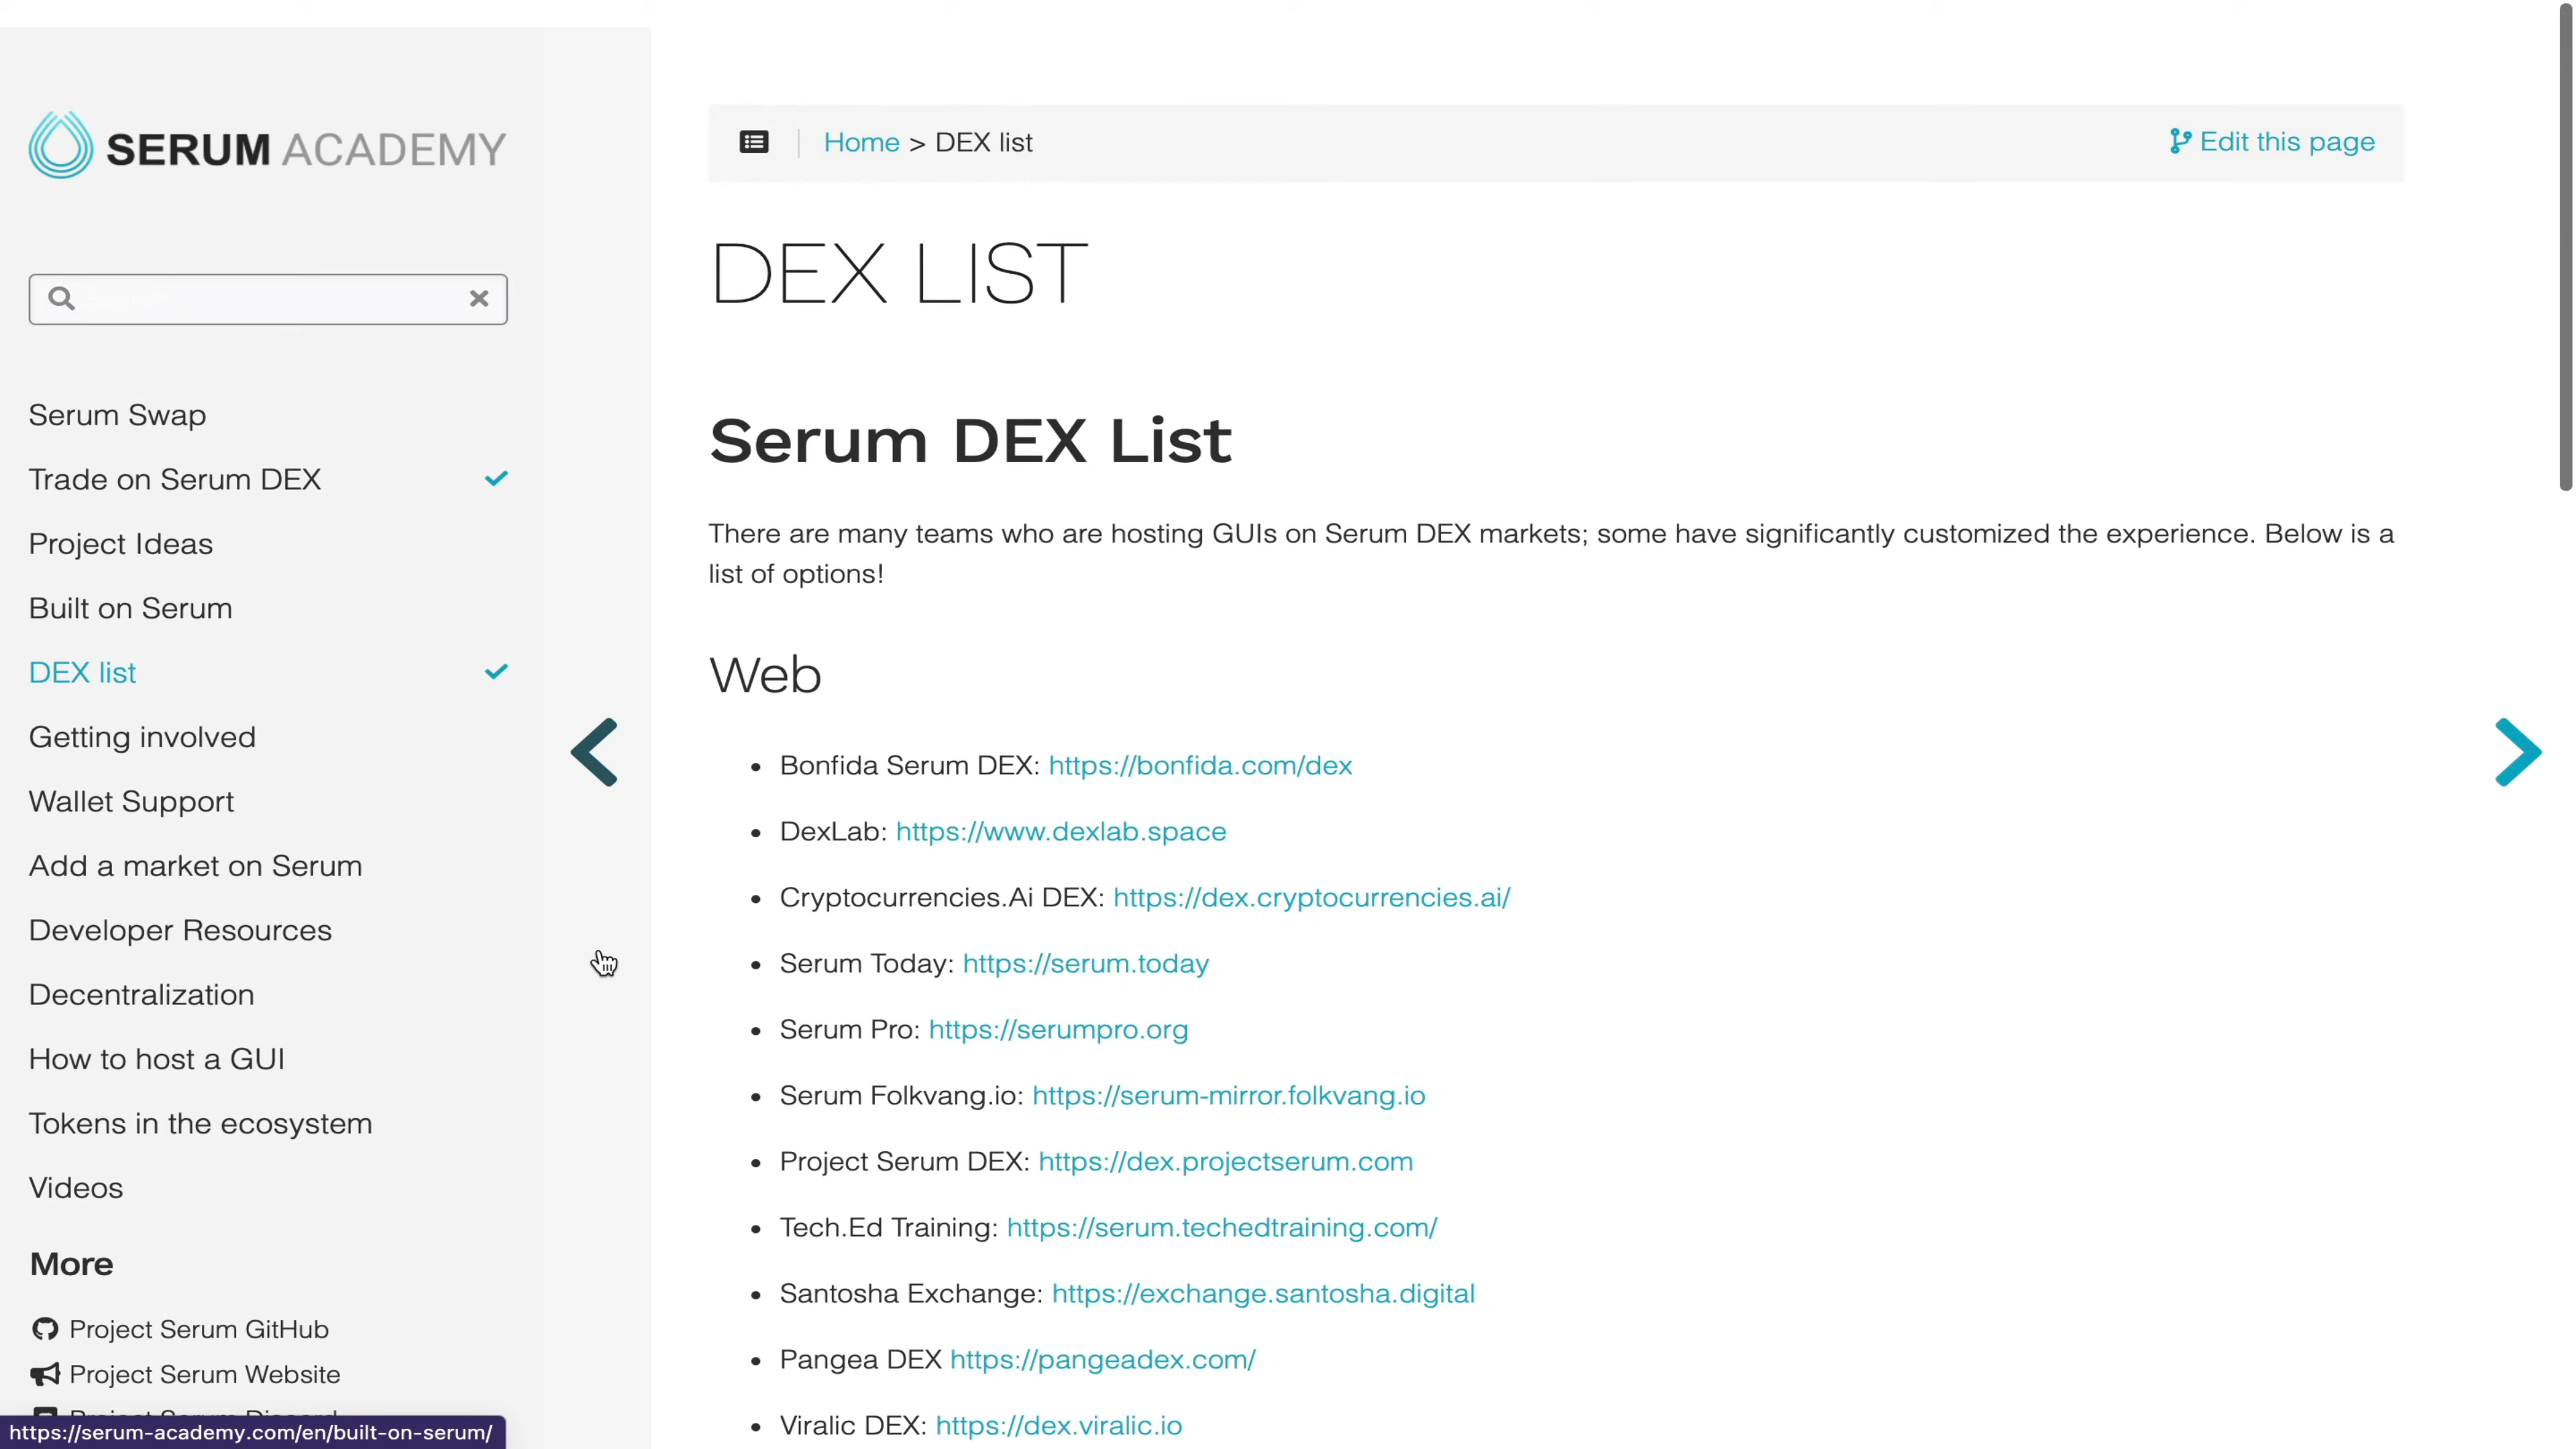 SERUM ACADEMY
Serum Swap
Trade on Serum DEX
Project Ideas
Built on Serum
DEX list
Getting involved
Wallet Support
Add a market on Serum
Developer Resources
Decentralization
How to host a GUI
Tokens in the ecosystem
Videos
More
Project Serum GitHub
Project Serum Website
Project Serum Discord
https://serum-academy.com/en/built-on-serum/
Home > DEX list
Edit this page
DEX LIST
Serum DEX List
There are many teams who are hosting GUIs on Serum DEX markets; some have significantly customized the experience. Below is a
list of options!
Web
• Bonfida Serum DEX: https://bonfida.com/dex
• DexLab: https://www.dexlab.space
• Cryptocurrencies.Ai DEX: https://dex.cryptocurrencies.ai/
• Serum Today: https://serum.today
• Serum Pro: https://serumpro.org
• Serum Folkvang.io: https://serum-mirror.folkvang.io
• Project Serum DEX: https://dex.projectserum.com
• Tech.Ed Training: https://serum.techedtraining.com/
• Santosha Exchange: https://exchange.santosha.digital
• Pangea DEX https://pangeadex.com/
• Viralic DEX: https://dex.viralic.io